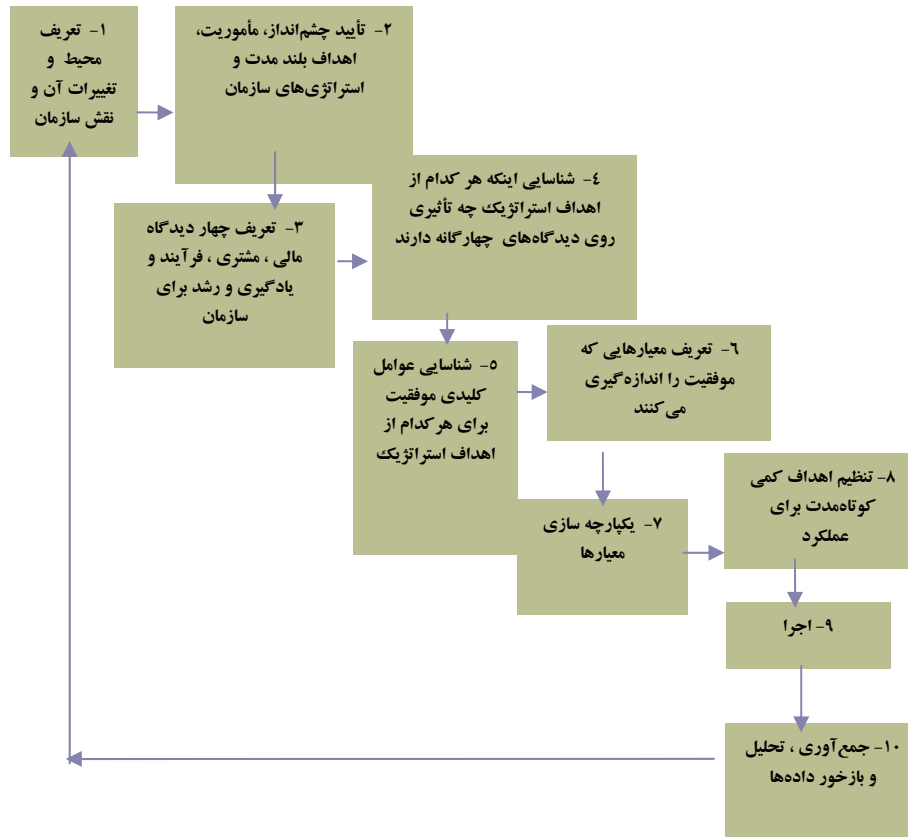 ۱- تعریف
محیط و
تغییرات آن و
نقش سازمان
۲- تأیید چشم‌انداز، مأموریت،
اهداف بلند مدت و
استراتژی‌های سازمان
۳- تعریف چهار دیدگاه
مالی ، مشتری ، فرآیند و
یادگیری و رشد برای
سازمان
٤- شناسایی اینکه هر کدام از
اهداف استراتژیک چه تأثیری
روی دیدگاه‌های چهارگانه دارند
٥- شناسایی عوامل
کلیدی موفقیت
برای هرکدام از
اهداف استراتژیک
٦- تعریف معیارهایی که
موفقیت را اندازه‌گیری
می‌کنند
۷- یکپارچه سازی
معیارها
۸- تنظیم اهداف کمی
کوتاه‌مدت برای
عملکرد
۹- اجرا
۱۰- جمع‌آوری ، تحلیل
و بازخور داده‌ها